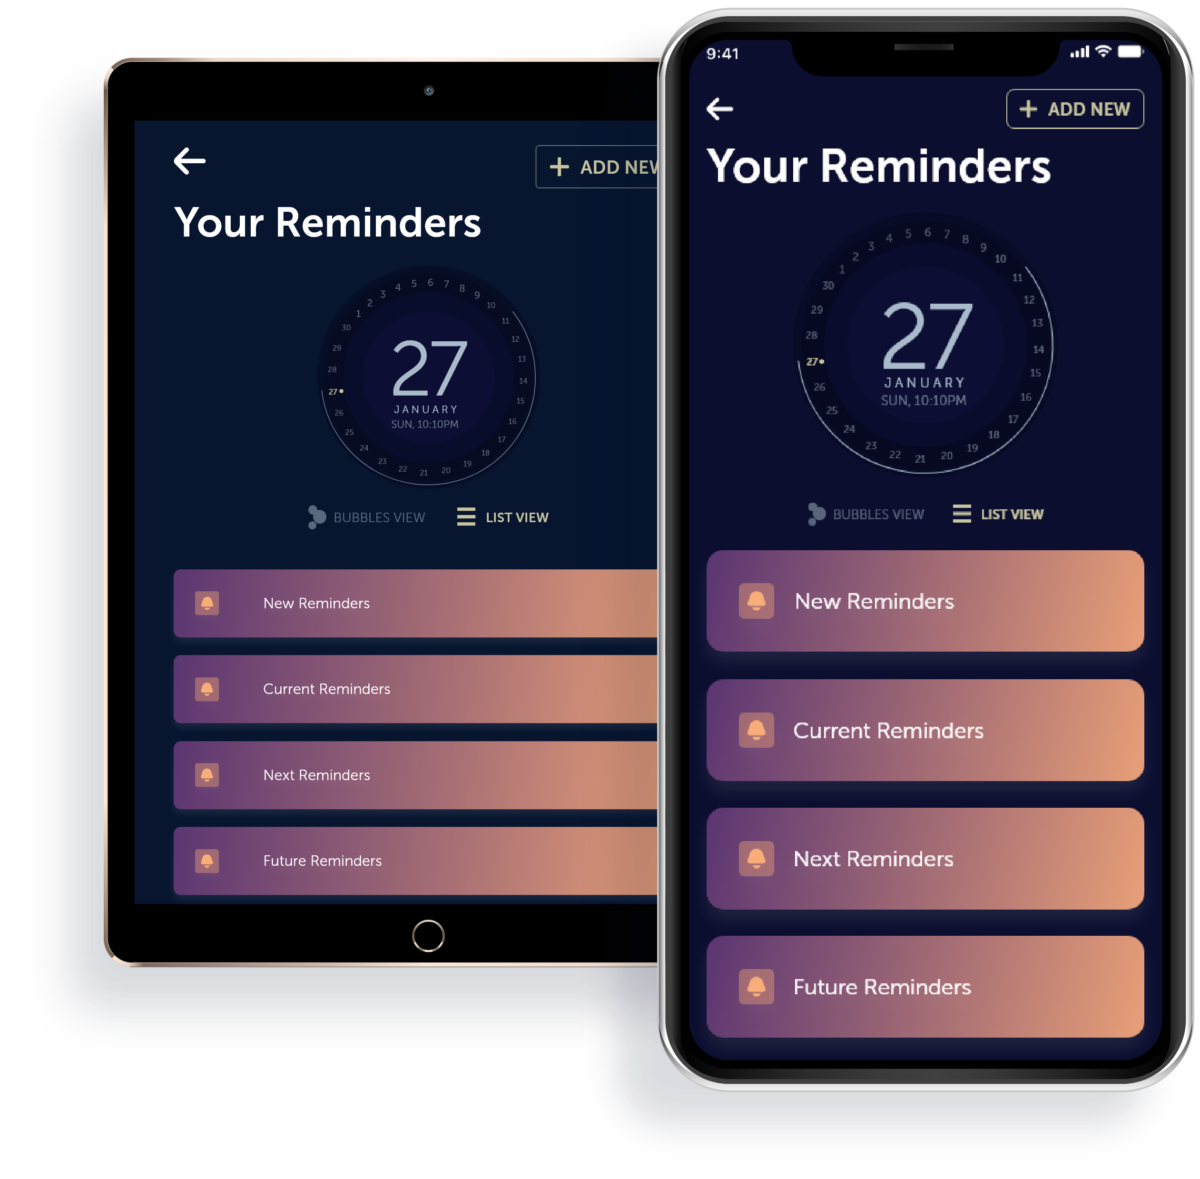 ADD NEW
Your Reminders
1 2 3 4 5 6 7 8 9 10 11 12 13 14 15 16 17 18 19 20 21 22 23 24 25 26 27 28 29 30
27
JANUARY
SUN, 10:10PM
BUBBLES VIEW
LIST VIEW
New Reminders
Current Reminders
Next Reminders
Future Reminders
9:41
ADD NEW
Your Reminders
1 2 3 4 5 6 7 8 9 10 11 12 13 14 15 16 17 18 19 20 21 22 23 24 25 26 27 28 29 30
27
JANUARY
SUN, 10:10PM
BUBBLES VIEW
LIST VIEW
New Reminders
Current Reminders
Next Reminders
Future Reminders